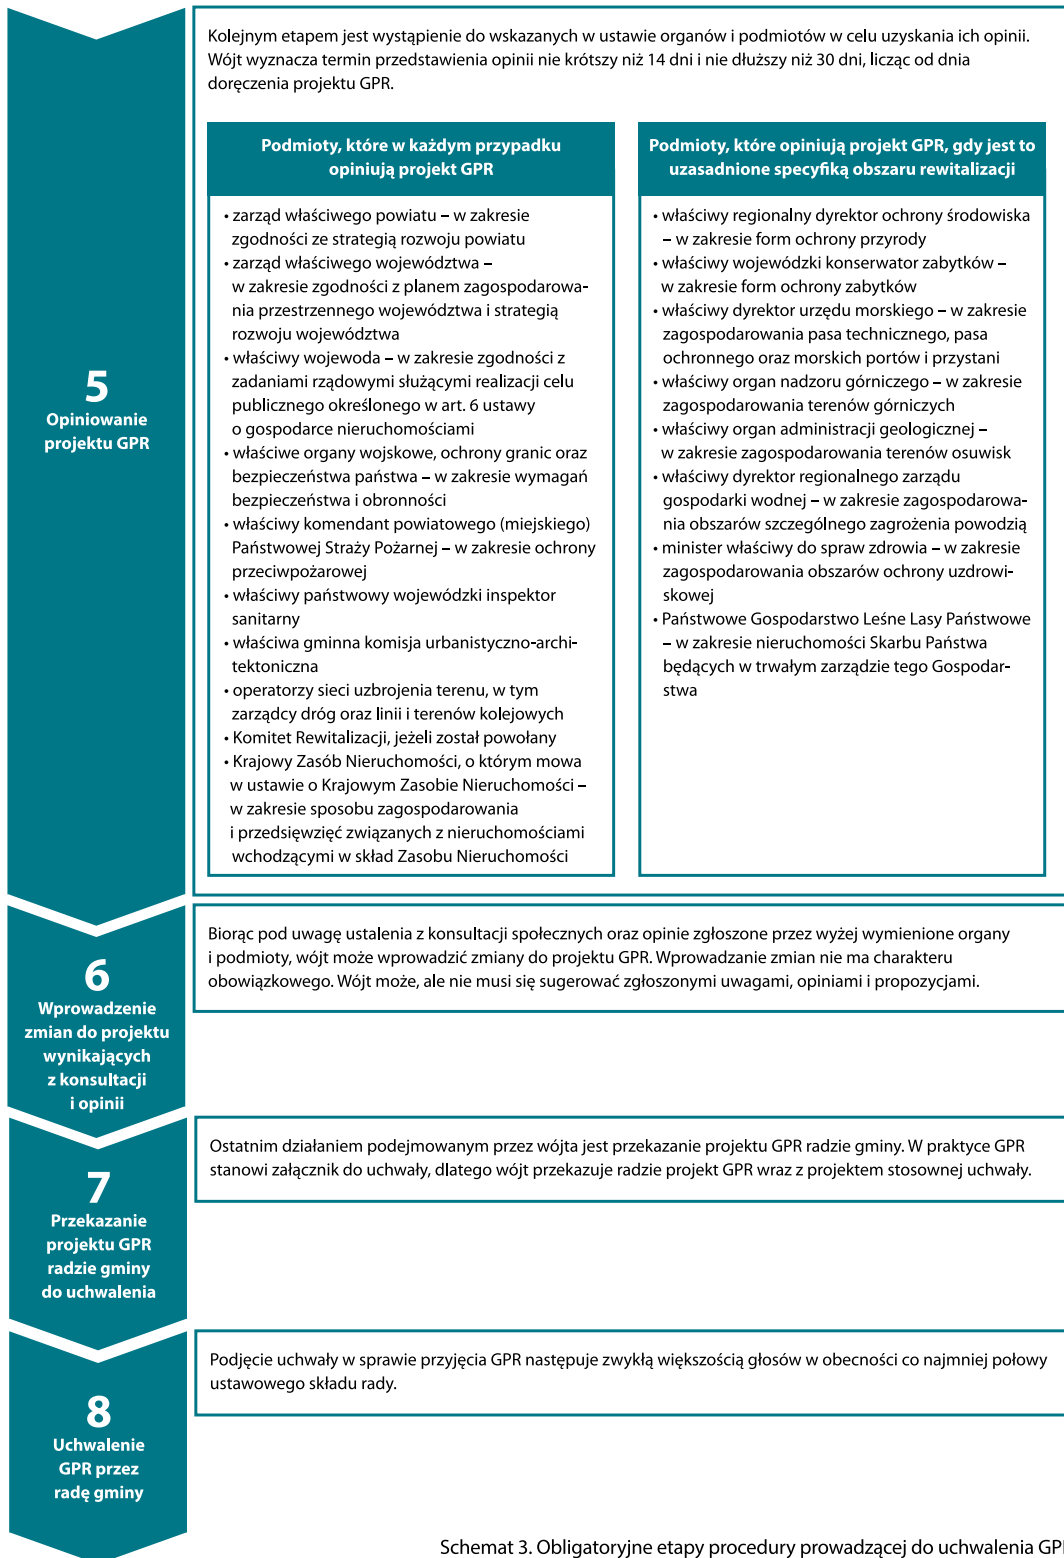 Kolejnym etapem jest wystąpienie do wskazanych w ustawie organów i podmiotów w celu uzyskania ich opinii.
Wójt wyznacza termin przedstawienia opinii nie krótszy niż 14 dni i nie dłuższy niż 30 dni, licząc od dnia
doręczenia projektu GPR.
5
Opiniowanie
projektu GPR
Podmioty, które w każdym przypadku
opiniują projekt GPR
• zarząd właściwego powiatu – w zakresie
zgodności ze strategią rozwoju powiatu
• zarząd właściwego województwa –
w zakresie zgodności z planem zagospodarowa-
nia przestrzennego województwa i strategią
rozwoju województwa
• właściwy wojewoda – w zakresie zgodności z
zadaniami rządowymi służącymi realizacji celu
publicznego określonego w art. 6 ustawy
o gospodarce nieruchomościami
• właściwe organy wojskowe, ochrony granic oraz
bezpieczeństwa państwa – w zakresie wymagań
bezpieczeństwa i obronności
• właściwy komendant powiatowego (miejskiego)
Państwowej Straży Pożarnej – w zakresie ochrony
przeciwpożarowej
• właściwy państwowy wojewódzki inspektor
sanitarny
• właściwa gminna komisja urbanistyczno-archi-
tektoniczna
• operatorzy sieci uzbrojenia terenu, w tym
zarządcy dróg oraz linii i terenów kolejowych
• Komitet Rewitalizacji, jeżeli został powołany
• Krajowy Zasób Nieruchomości, o którym mowa
w ustawie o Krajowym Zasobie Nieruchomości –
w zakresie sposobu zagospodarowania
i przedsięwzięć związanych z nieruchomościami
wchodzącymi w skład Zasobu Nieruchomości
Podmioty, które opiniują projekt GPR, gdy jest to
uzasadnione specyfiką obszaru rewitalizacji
• właściwy regionalny dyrektor ochrony środowiska
– w zakresie form ochrony przyrody
• właściwy wojewódzki konserwator zabytków –
w zakresie form ochrony zabytków
• właściwy dyrektor urzędu morskiego – w zakresie
zagospodarowania pasa technicznego, pasa
ochronnego oraz morskich portów i przystani
• właściwy organ nadzoru górniczego – w zakresie
zagospodarowania terenów górniczych
• właściwy organ administracji geologicznej –
w zakresie zagospodarowania terenów osuwisk
• właściwy dyrektor regionalnego zarządu
gospodarki wodnej – w zakresie zagospodarowa-
nia obszarów szczególnego zagrożenia powodzią
• minister właściwy do spraw zdrowia – w zakresie
zagospodarowania obszarów ochrony uzdrowi-
skowej
• Państwowe Gospodarstwo Leśne Lasy Państwowe
– w zakresie nieruchomości Skarbu Państwa
będących w trwałym zarządzie tego Gospodar-
stwa
6
Wprowadzenie
zmian do projektu
wynikających
z konsultacji
i opinii
Biorąc pod uwagę ustalenia z konsultacji społecznych oraz opinie zgłoszone przez wyżej wymienione organy
i podmioty, wójt może wprowadzić zmiany do projektu GPR. Wprowadzanie zmian nie ma charakteru
obowiązkowego. Wójt może, ale nie musi się sugerować zgłoszonymi uwagami, opiniami i propozycjami.
7
Przekazanie
projektu GPR
radzie gminy
do uchwalenia
Ostatnim działaniem podejmowanym przez wójta jest przekazanie projektu GPR radzie gminy. W praktyce GPR
stanowi załącznik do uchwały, dlatego wójt przekazuje radzie projekt GPR wraz z projektem stosownej uchwały.
8
Uchwalenie
GPR przez
radę gminy
Podjęcie uchwały w sprawie przyjęcia GPR następuje zwykłą większością głosów w obecności co najmniej połowy
ustawowego składu rady.
Schemat 3. Obligatoryjne etapy procedury prowadzącej do uchwalenia GP